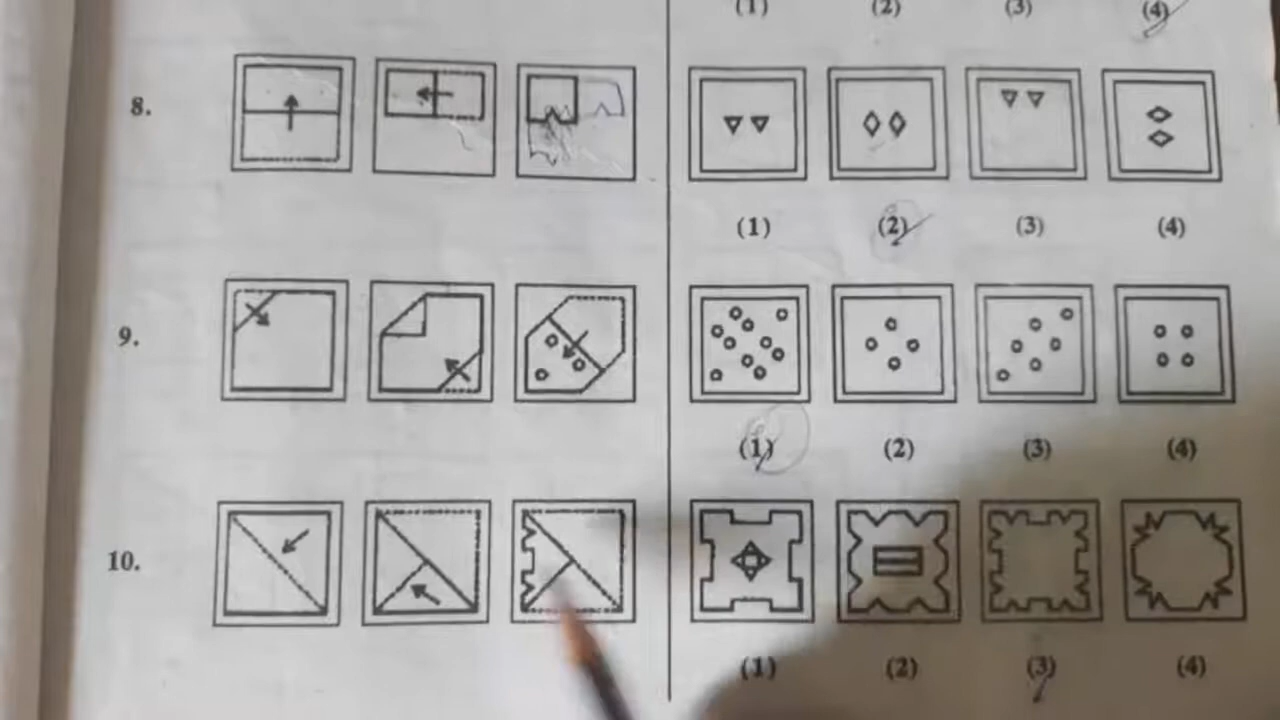 (1) (2) (3) (4)
8.
(1) (2) (3) (4)
9.
(1) (2) (3) (4)
10.
(1) (2) (3) (4)